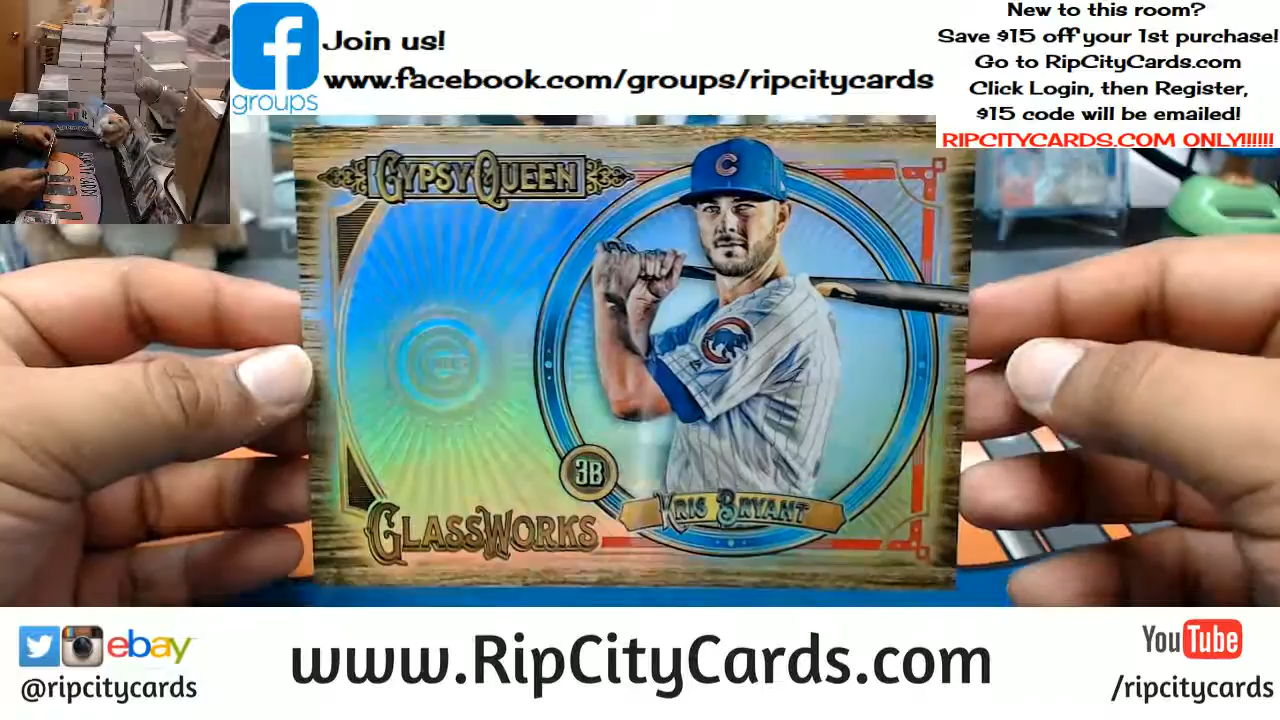 Join us!
www.facebook.com/groups/ripcitycards
groups
New to this room?
Save $15 off your 1st purchase!
Go to RipCityCards.com
Click Login, then Register,
$15 code will be emailed!
RIPCITYCARDS.COM ONLY!!!!!!
GYPSY QUEEN
C
3B
KRIS BRYANT
GLASSWORKS
ebay
@ripcitycards
www.RipCityCards.com
YouTube
/ripcitycards